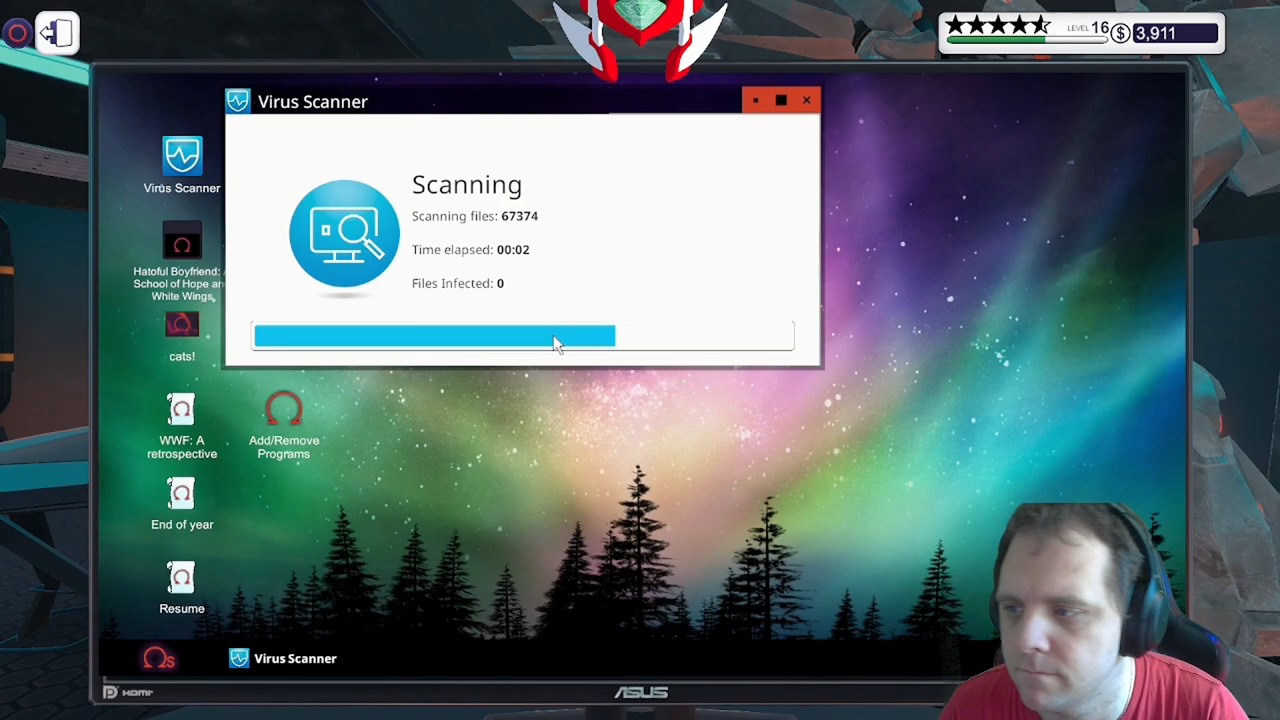 LEVEL 16 $ 3,911
Virus Scanner
Scanning
Scanning files: 67374
Time elapsed: 00:02
Files Infected: 0
Virus Scanner
Hatoful Boyfriend: A
School of Hope and
White Wings
cats!
WWF: A
retrospective
Add/Remove
Programs
End of year
Resume
Ωs
Virus Scanner
HDMI
ASUS